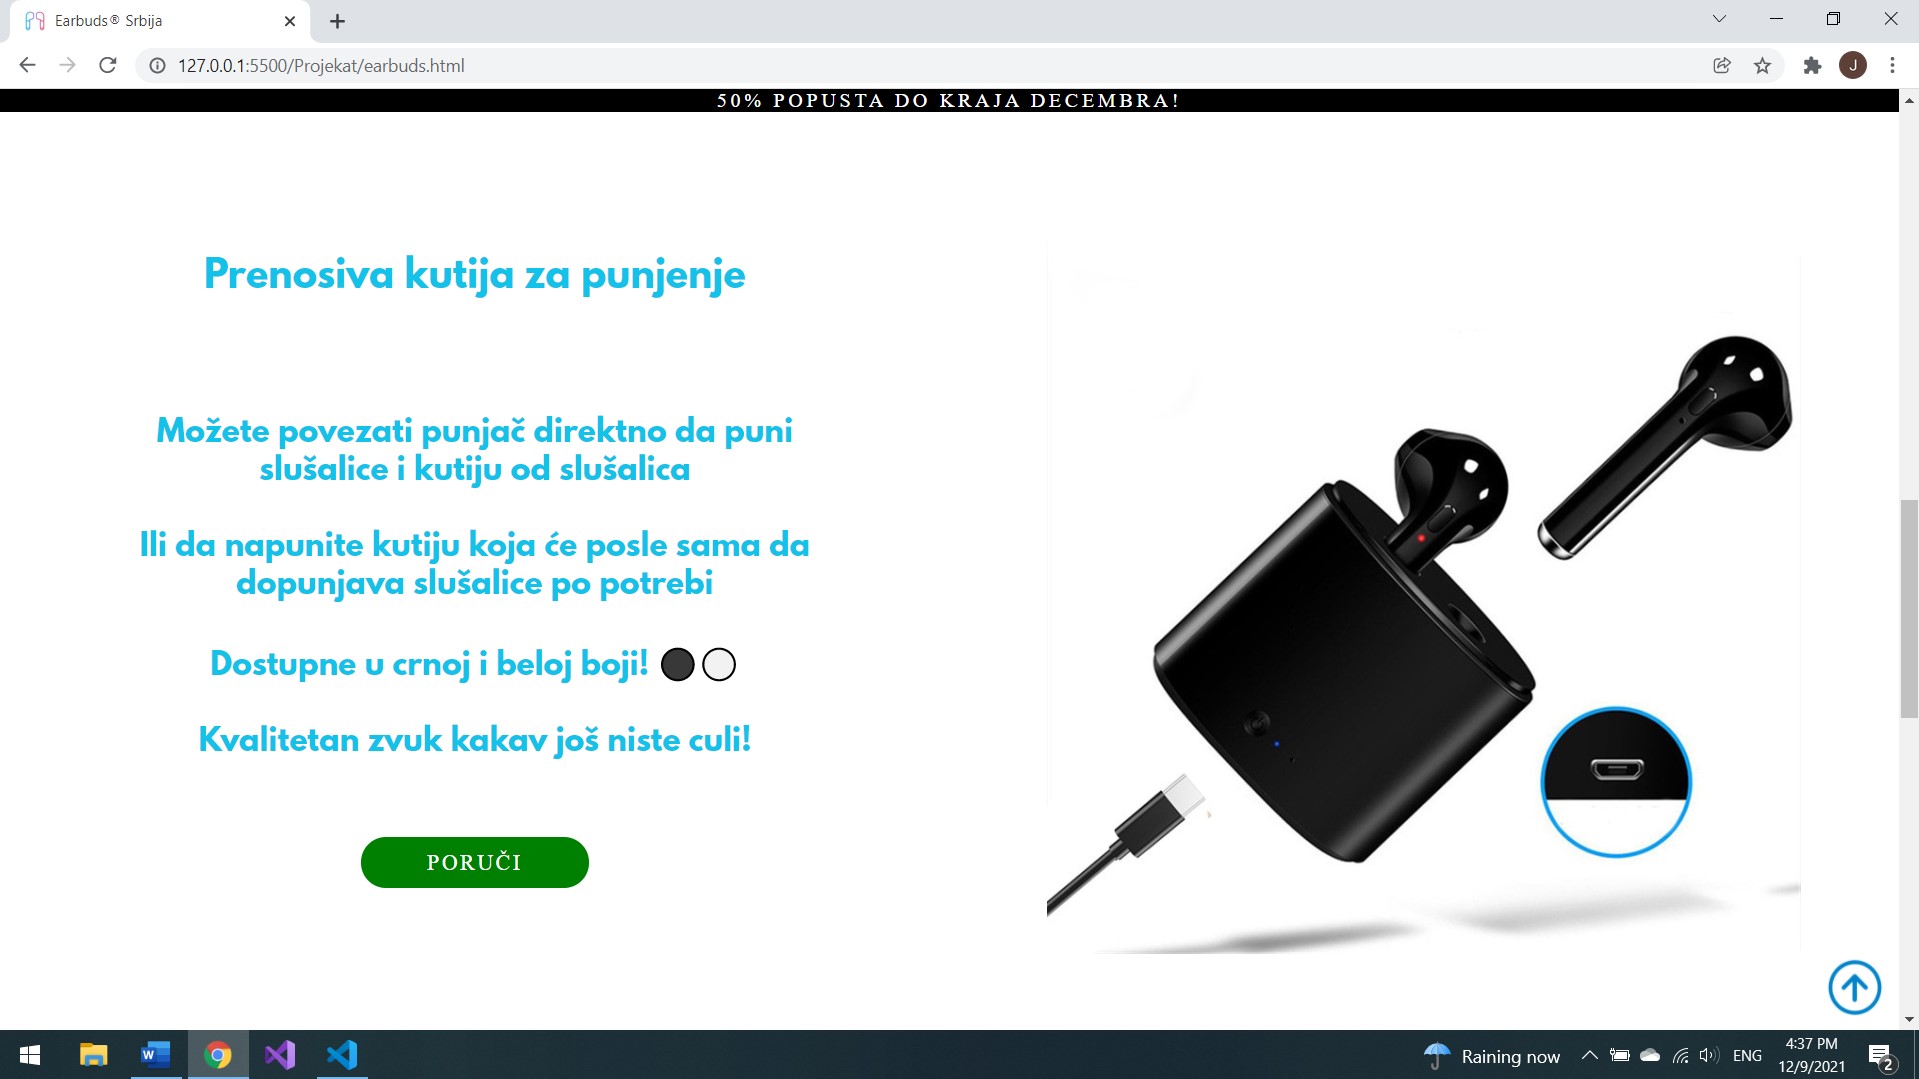 Earbuds® Srbija
127.0.0.1:5500/Projekat/earbuds.html
J
50% POPUSTA DO KRAJA DECEMBRA!
Prenosiva kutija za punjenje
Možete povezati punjač direktno da puni
slušalice i kutiju od slušalica
Ili da napunite kutiju koja će posle sama da
dopunjava slušalice po potrebi
Dostupne u crnoj i beloj boji!
Kvalitetan zvuk kakav još niste culi!
PORUČI
W
Raining now
ENG
4:37 PM
12/9/2021
2